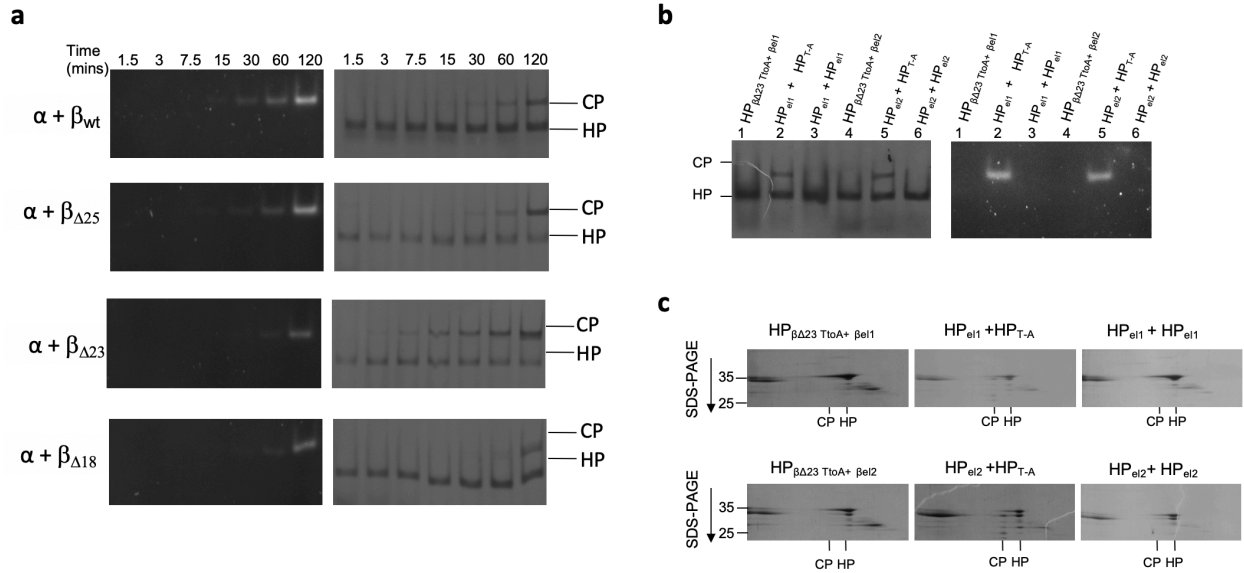 a
Time
(mins)
1.5 3 7.5 15 30 60 120
1.5 3 7.5 15 30 60 120
α + βwt
CP
HP
α + βΔ25
CP
HP
α + βΔ23
CP
HP
α + βΔ18
CP
HP
b
HPβΔ23 TtoA+ βel1
HPel1 + HPT-A
HPel1 + HPel1
HPβΔ23 TtoA+ βel2
HPel2 + HPT-A
HPel2 + HPel2
HPβΔ23 TtoA+ βel1
HPel1 + HPT-A
HPel1 + HPel1
HPβΔ23 TtoA+ βel2
HPel2 + HPT-A
HPel2 + HPel2
1 2 3 4 5 6
1 2 3 4 5 6
CP
HP
c
HPβΔ23 TtoA+ βel1
HPel1 +HPT-A
HPel1 + HPel1
SDS-PAGE
35
25
CP HP
CP HP
CP HP
HPβΔ23 TtoA+ βel2
HPel2 +HPT-A
HPel2 + HPel2
SDS-PAGE
35
25
CP HP
CP HP
CP HP